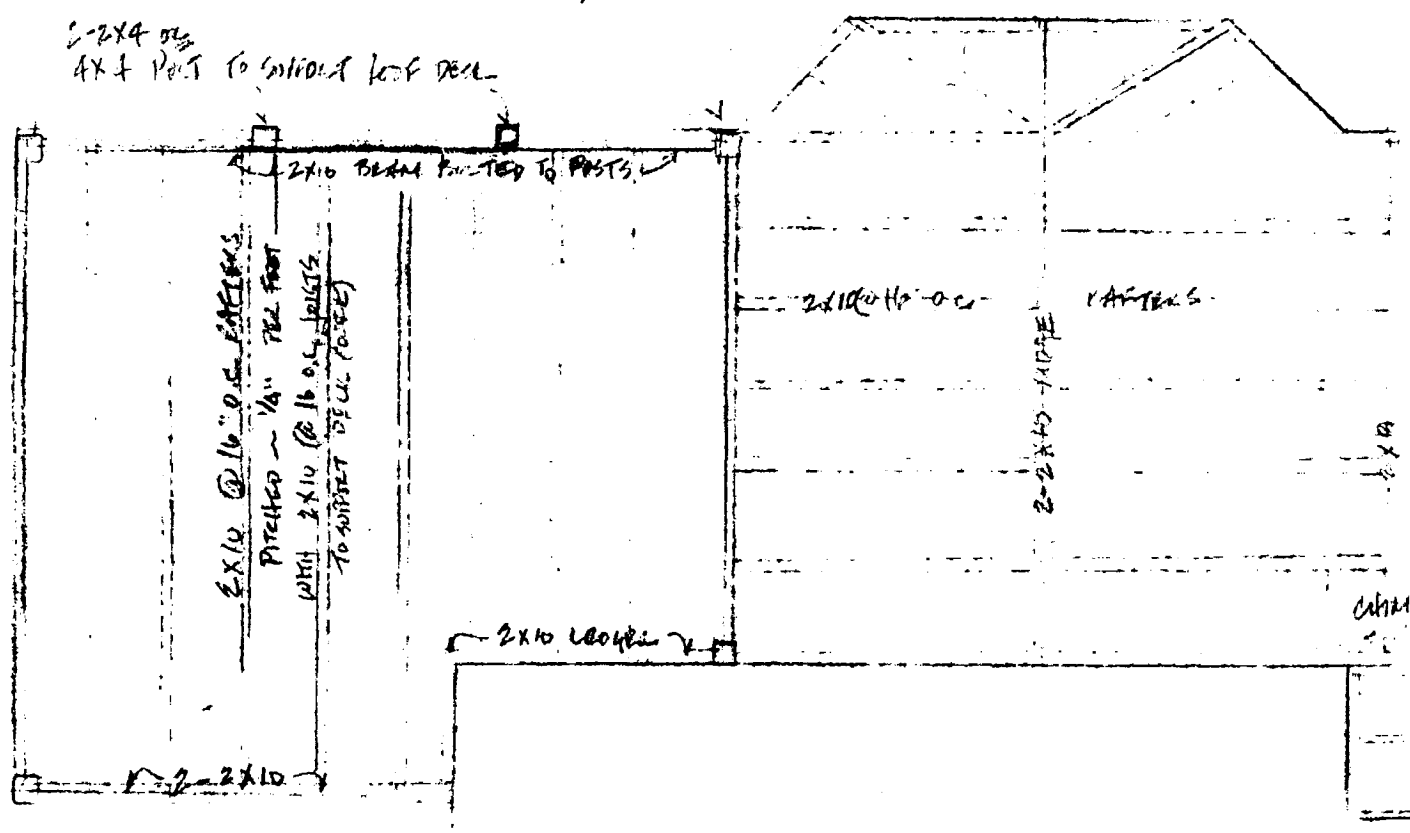 2-2X4 OR
4X4 POST TO SUPPORT ROOF DECK
2X10 BEAM BOLTED TO POSTS
2X10 @ 16" O.C. RAFTERS
PITCHED ~ 1/4" PER FOOT
WITH 2X10 @ 16 O.C. JOISTS
TO SUPPORT DECK
2X10 O.C. RAFTERS
2-2X10 RIDGE
2X10 LEDGER
2-2X10